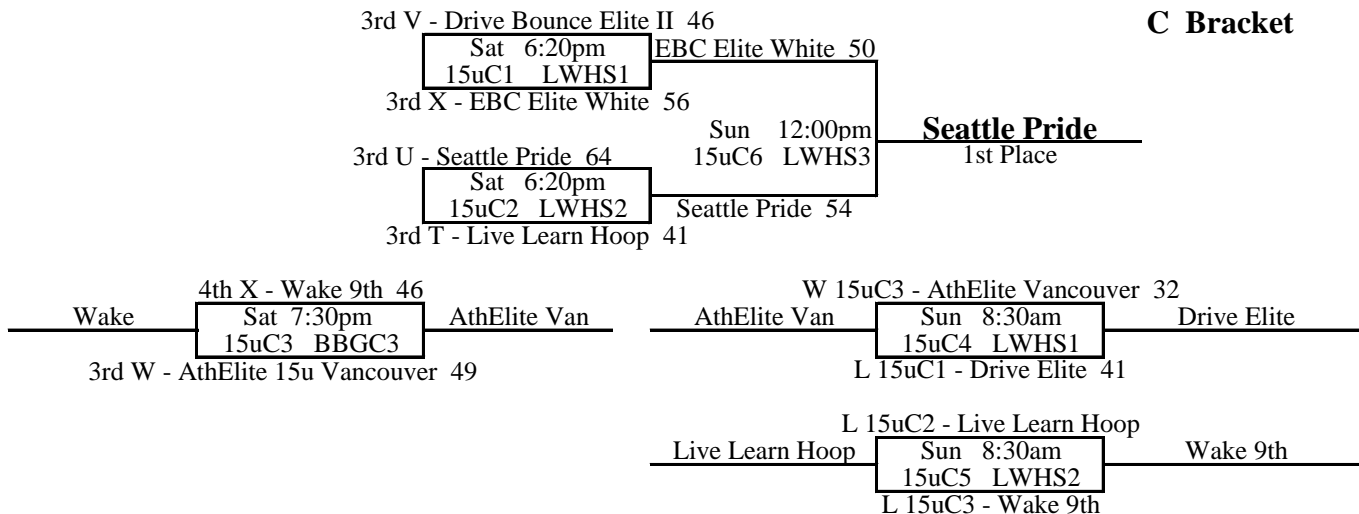 3rd V - Drive Bounce Elite II 46
C Bracket
Sat 6:20pm
EBC Elite White 50
15uC1 LWHS1
3rd X - EBC Elite White 56
Sun 12:00pm
Seattle Pride
3rd U - Seattle Pride 64
15uC6 LWHS3
1st Place
Sat 6:20pm
15uC2 LWHS2
Seattle Pride 54
3rd T - Live Learn Hoop 41
4th X - Wake 9th 46
Wake
Sat 7:30pm
AthElite Van
15uC3 BBGC3
3rd W - AthElite 15u Vancouver 49
W 15uC3 - AthElite Vancouver 32
AthElite Van
Sun 8:30am
Drive Elite
15uC4 LWHS1
L 15uC1 - Drive Elite 41
L 15uC2 - Live Learn Hoop
Live Learn Hoop
Sun 8:30am
Wake 9th
15uC5 LWHS2
L 15uC3 - Wake 9th